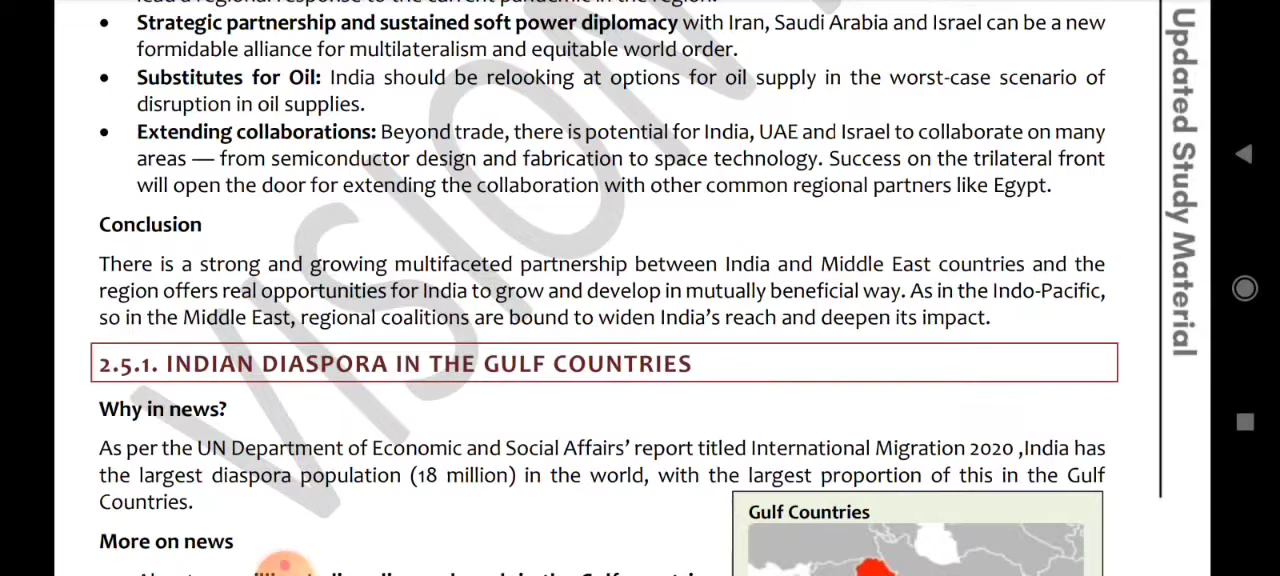 • Strategic partnership and sustained soft power diplomacy with Iran, Saudi Arabia and Israel can be a new
formidable alliance for multilateralism and equitable world order.
• Substitutes for Oil: India should be relooking at options for oil supply in the worst-case scenario of
disruption in oil supplies.
• Extending collaborations: Beyond trade, there is potential for India, UAE and Israel to collaborate on many
areas — from semiconductor design and fabrication to space technology. Success on the trilateral front
will open the door for extending the collaboration with other common regional partners like Egypt.
Conclusion
There is a strong and growing multifaceted partnership between India and Middle East countries and the
region offers real opportunities for India to grow and develop in mutually beneficial way. As in the Indo-Pacific,
so in the Middle East, regional coalitions are bound to widen India's reach and deepen its impact.
2.5.1. INDIAN DIASPORA IN THE GULF COUNTRIES
Why in news?
As per the UN Department of Economic and Social Affairs' report titled International Migration 2020 ,India has
the largest diaspora population (18 million) in the world, with the largest proportion of this in the Gulf
Countries.
Gulf Countries
More on news
Updated Study Material
VISION